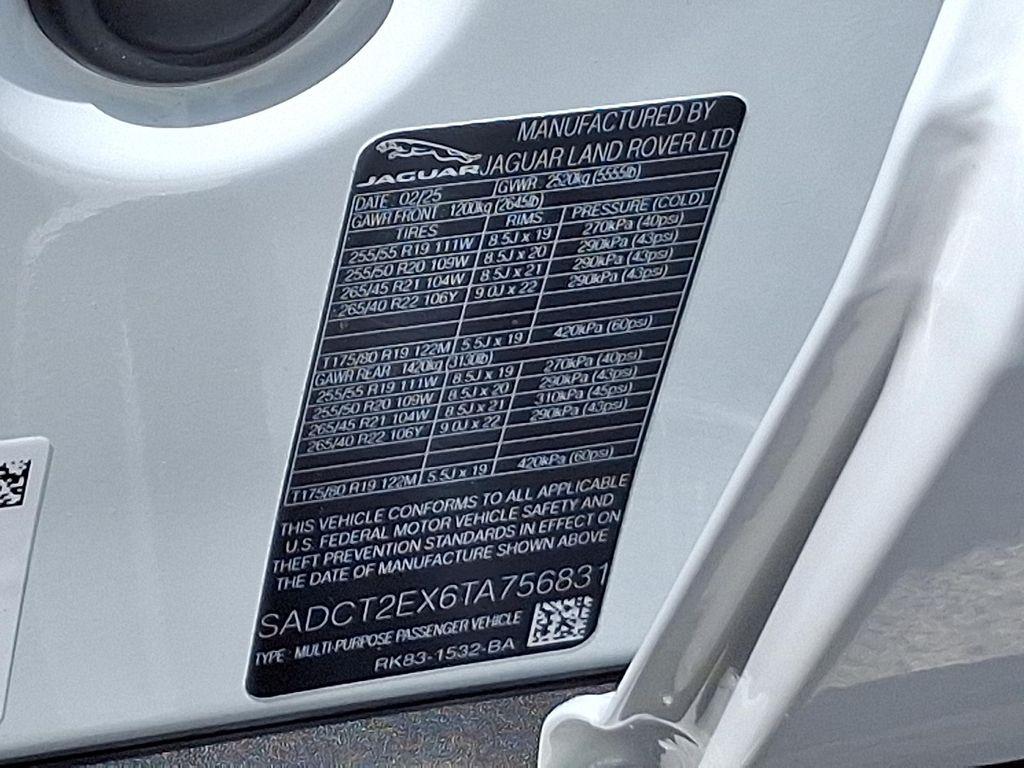 MANUFACTURED BY
JAGUAR JAGUAR LAND ROVER LTD
DATE 02/25 GVWR 2520kg (5555lb)
GAWR FRONT 1200kg (2645lb)
TIRES RIMS PRESSURE (COLD)
255/55 R19 111W 8.5J x 19 270kPa (40psi)
255/50 R20 109W 8.5J x 20 290kPa (43psi)
265/45 R21 104W 8.5J x 21 290kPa (43psi)
265/40 R22 106Y 9.0J x 22 290kPa (43psi)
T175/80 R19 122M 5.5J x 19 420kPa (60psi)
GAWR REAR 1420kg (3130lb)
255/55 R19 111W 8.5J x 19 270kPa (40psi)
255/50 R20 109W 8.5J x 20 290kPa (43psi)
265/45 R21 104W 8.5J x 21 310kPa (45psi)
265/40 R22 106Y 9.0J x 22 290kPa (43psi)
T175/80 R19 122M 5.5J x 19 420kPa (60psi)
THIS VEHICLE CONFORMS TO ALL APPLICABLE
U.S. FEDERAL MOTOR VEHICLE SAFETY AND
THEFT PREVENTION STANDARDS IN EFFECT ON
THE DATE OF MANUFACTURE SHOWN ABOVE
SADCT2EX6TA756831
TYPE: MULTI-PURPOSE PASSENGER VEHICLE
RK83-1532-BA